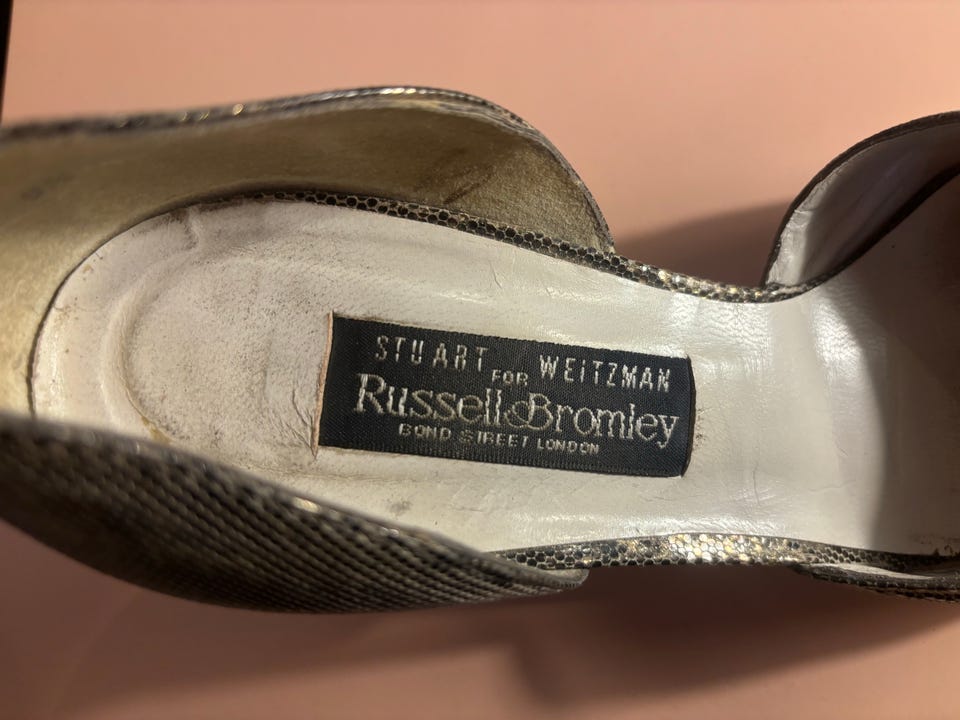 STUART WEITZMAN
FOR
Russell & Bromley
BOND STREET LONDON